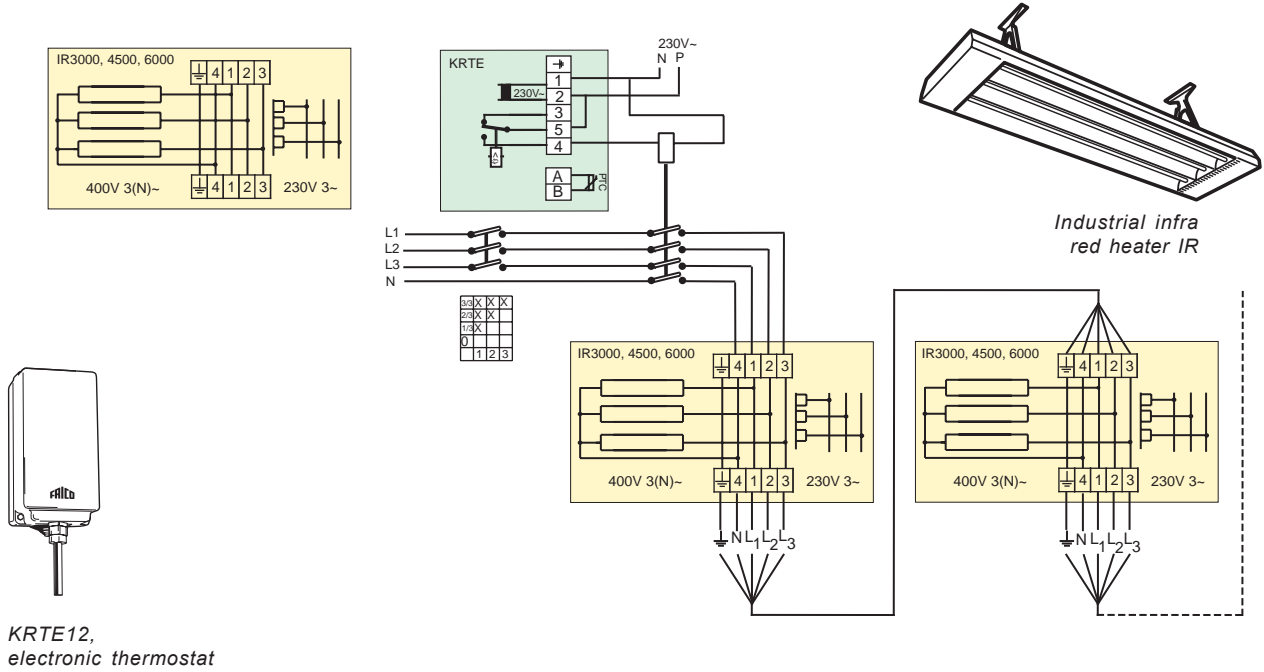 IR3000, 4500, 6000
4 1 2 3
400V 3(N)~
4 1 2 3
230V 3~
KRTE
230V~
N P
1
230V~
2
3
5
4
A
B
PTC
Industrial infra
red heater IR
L1
L2
L3
N
3/3 X X X
2/3 X X
1/3 X
0
1 2 3
IR3000, 4500, 6000
4 1 2 3
400V 3(N)~
4 1 2 3
230V 3~
N L1 L2 L3
IR3000, 4500, 6000
4 1 2 3
400V 3(N)~
4 1 2 3
230V 3~
N L1 L2 L3
FRICO
KRTE12,
electronic thermostat